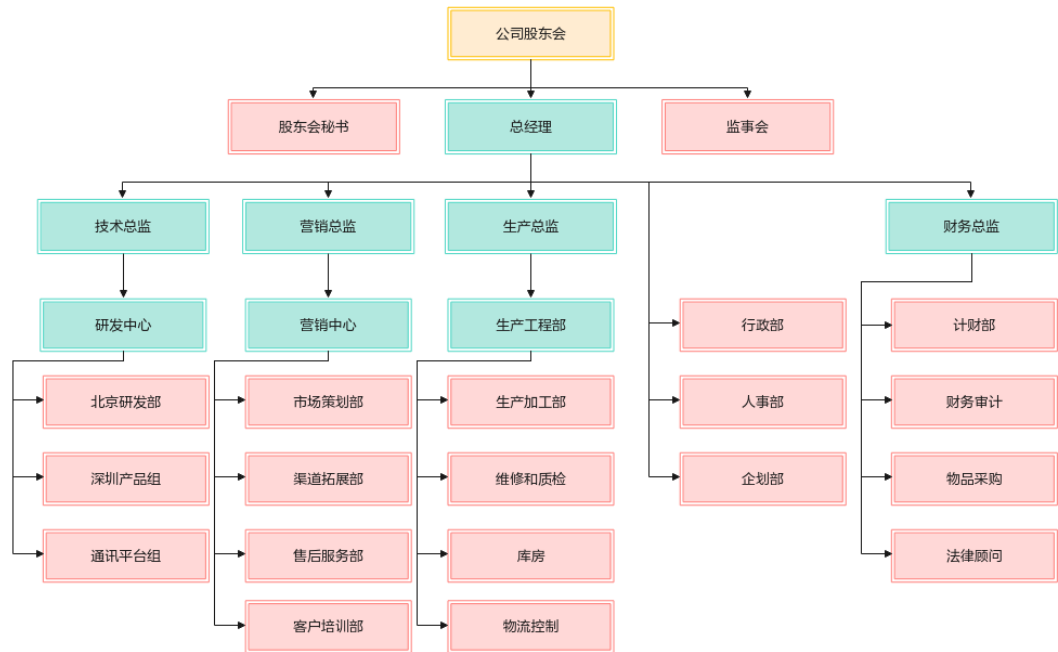 公司股东会
股东会秘书
总经理
监事会
技术总监
营销总监
生产总监
财务总监
研发中心
营销中心
生产工程部
行政部
计财部
北京研发部
市场策划部
生产加工部
人事部
财务审计
深圳产品组
渠道拓展部
维修和质检
企划部
物品采购
通讯平台组
售后服务部
库房
法律顾问
客户培训部
物流控制